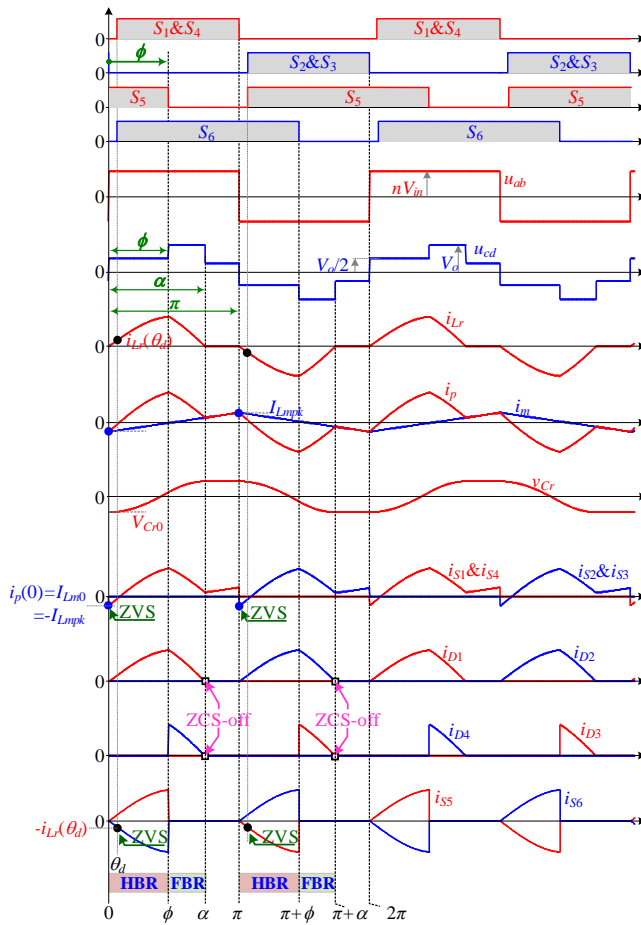 S1&S4 S1&S4
0
ϕ S2&S3 S2&S3
0
S5 S5 S5
0
S6
0
uab
0 nVin
ϕ ucd
Vo/2 Vo
0
α
π
iLr
iLr(θd)
0
ILmpk ip im
0
vCr
0
VCr0
iS1&iS4 iS2&iS3
ip(0)=ILm0 0
=-ILmpk ZVS ZVS
iD1 iD2
0
ZCS-off ZCS-off
iD4 iD3
0
iS5 iS6
0
-iLr(θd) ZVS ZVS
θd
HBR FBR HBR FBR
0 ϕ α π π+ϕ π+α 2π